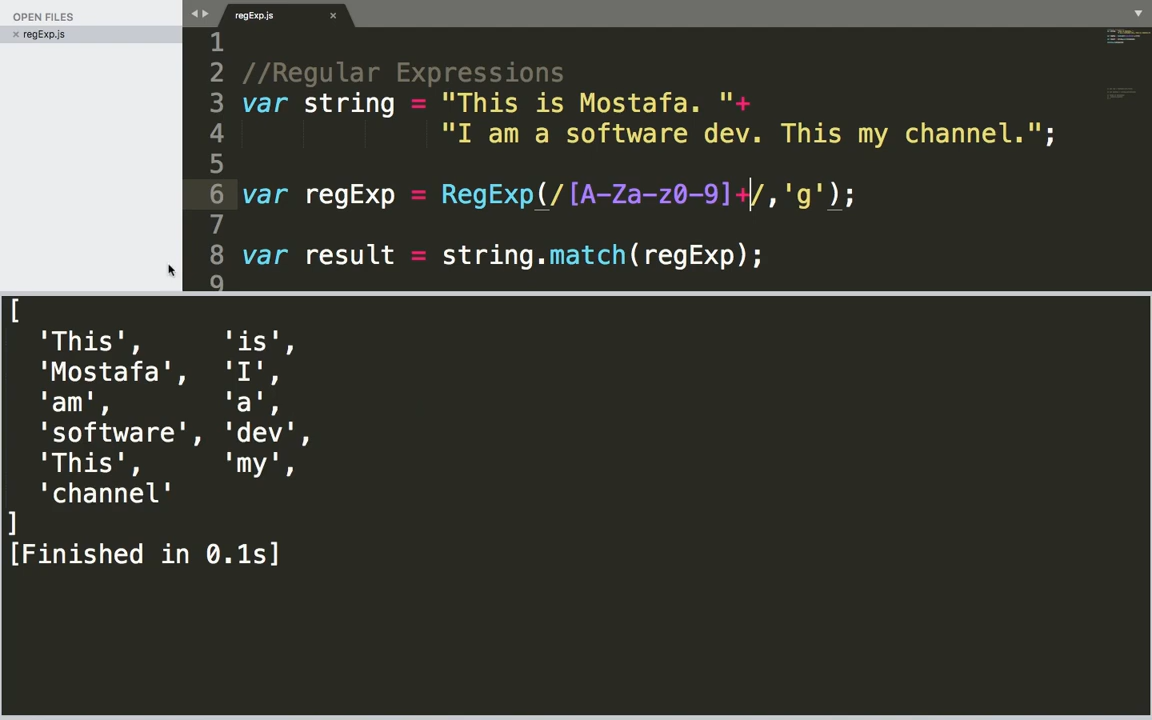 OPEN FILES
× regExp.js
regExp.js ×
1
2 //Regular Expressions
3 var string = "This is Mostafa. "+
4 "I am a software dev. This my channel.";
5
6 var regExp = RegExp(/[A-Za-z0-9]+/,'g');
7
8 var result = string.match(regExp);
9
[
'This', 'is',
'Mostafa', 'I',
'am', 'a',
'software', 'dev',
'This', 'my',
'channel'
]
[Finished in 0.1s]